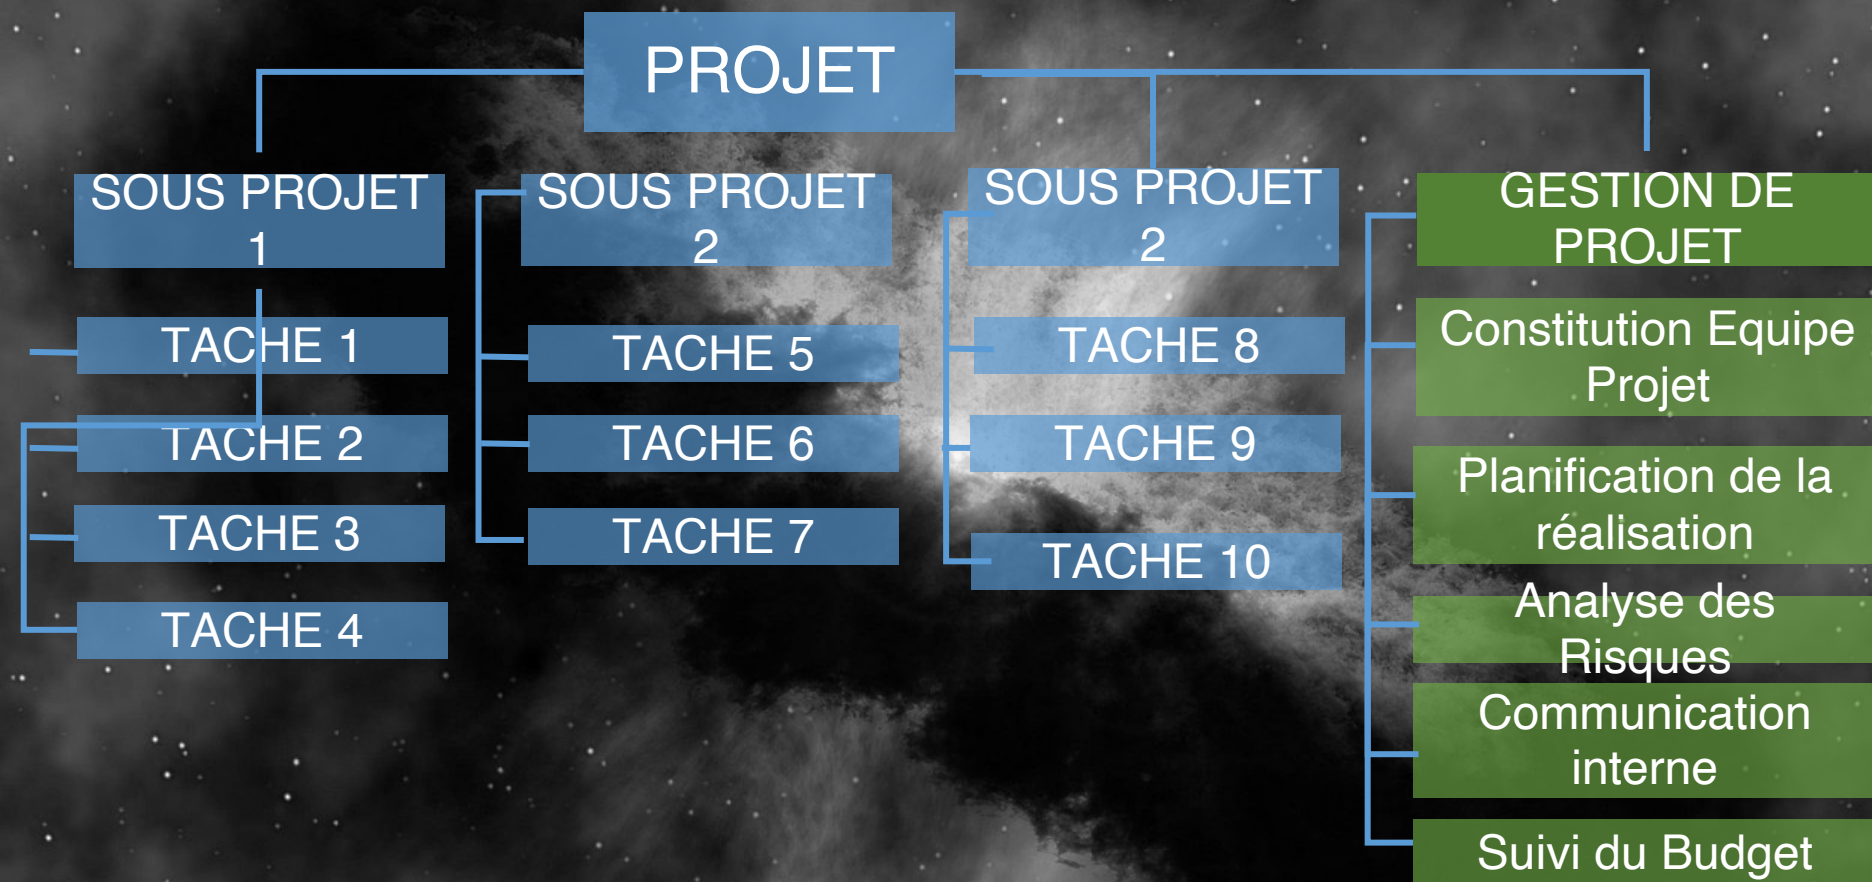 PROJET
SOUS PROJET
1
TACHE 1
TACHE 2
TACHE 3
TACHE 4
SOUS PROJET
2
TACHE 5
TACHE 6
TACHE 7
SOUS PROJET
2
TACHE 8
TACHE 9
TACHE 10
GESTION DE
PROJET
Constitution Equipe
Projet
Planification de la
réalisation
Analyse des
Risques
Communication
interne
Suivi du Budget